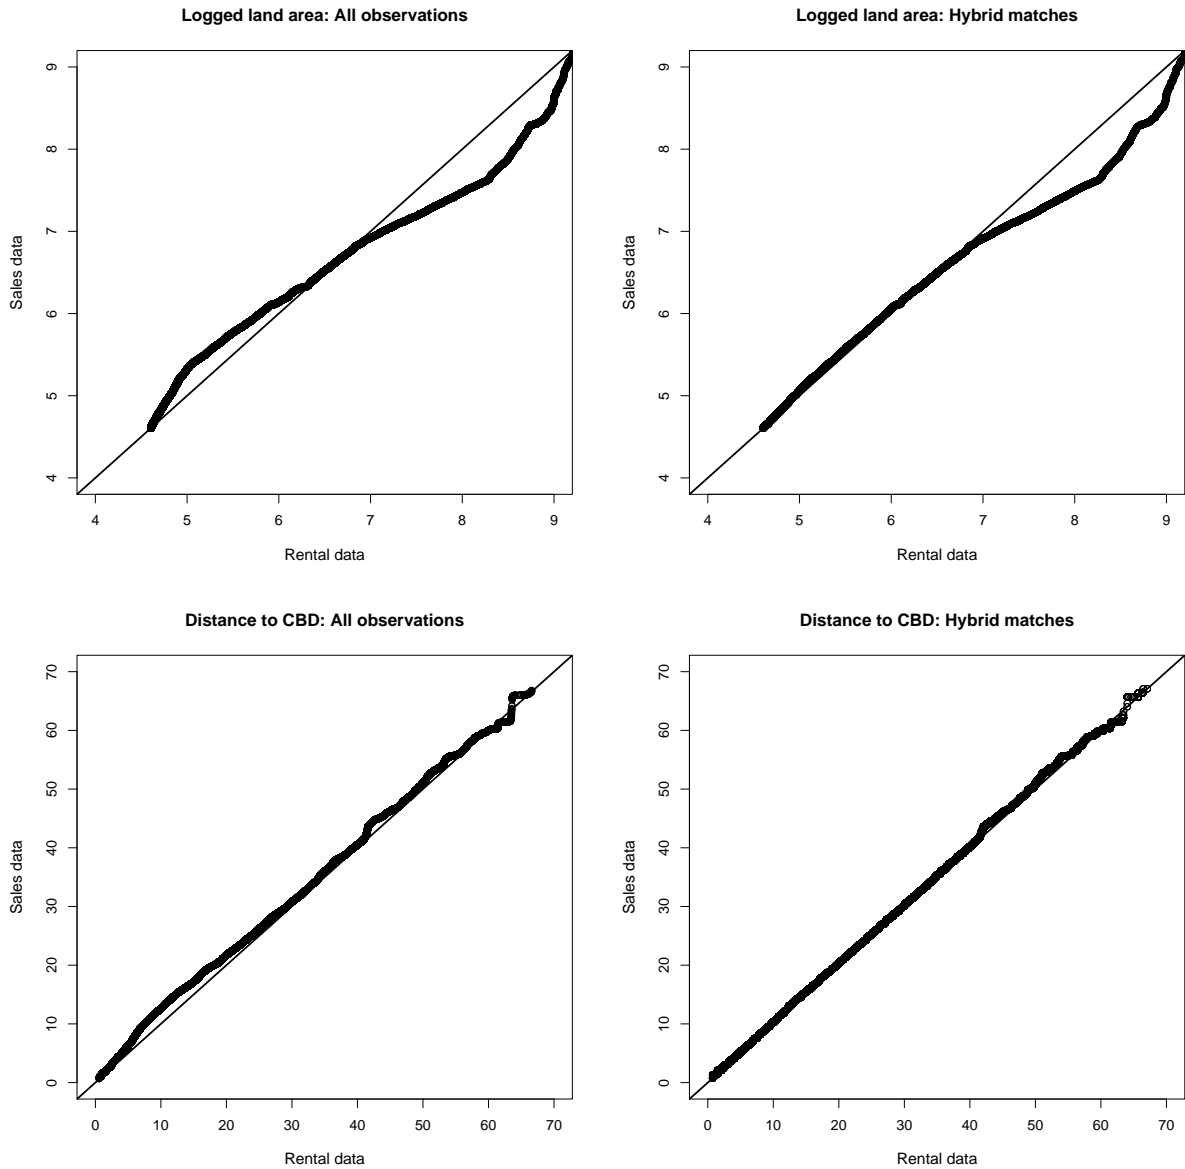 Logged land area: All observations
Sales data
9
8
7
6
5
4
4 5 6 7 8 9
Rental data
Logged land area: Hybrid matches
Sales data
9
8
7
6
5
4
4 5 6 7 8 9
Rental data
Distance to CBD: All observations
Sales data
70
60
50
40
30
20
10
0
0 10 20 30 40 50 60 70
Rental data
Distance to CBD: Hybrid matches
Sales data
70
60
50
40
30
20
10
0
0 10 20 30 40 50 60 70
Rental data